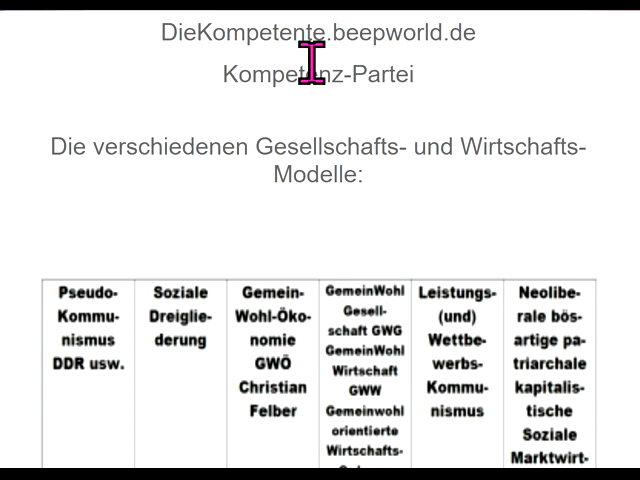 DieKompetente.beepworld.de
Kompetenz-Partei
Die verschiedenen Gesellschafts- und Wirtschafts-
Modelle:
Pseudo-
Kommu-
nismus
DDR usw.
Soziale
Dreiglie-
derung
Gemein-
Wohl-Öko-
nomie
GWÖ
Christian
Felber
GemeinWohl
Gesell-
schaft GWG
GemeinWohl
Wirtschaft
GWW
Gemeinwohl
orientierte
Wirtschafts-
Leistungs-
(und)
Wettbe-
werbs-
Kommu-
nismus
Neolibe-
rale bös-
artige pa-
triarchale
kapitalis-
tische
Soziale
Marktwirt-